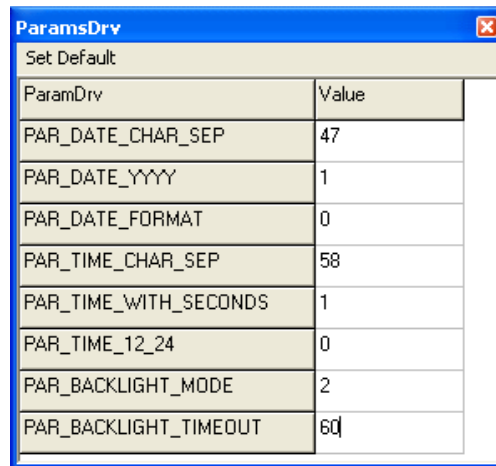 ParamsDrv
Set Default
ParamDrv Value
PAR_DATE_CHAR_SEP 47
PAR_DATE_YYYY 1
PAR_DATE_FORMAT 0
PAR_TIME_CHAR_SEP 58
PAR_TIME_WITH_SECONDS 1
PAR_TIME_12_24 0
PAR_BACKLIGHT_MODE 2
PAR_BACKLIGHT_TIMEOUT 60